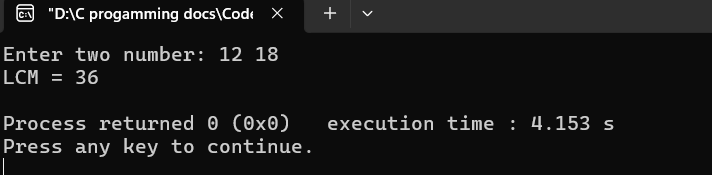 "D:\C progamming docs\Code
Enter two number: 12 18
LCM = 36
Process returned 0 (0x0)   execution time : 4.153 s
Press any key to continue.